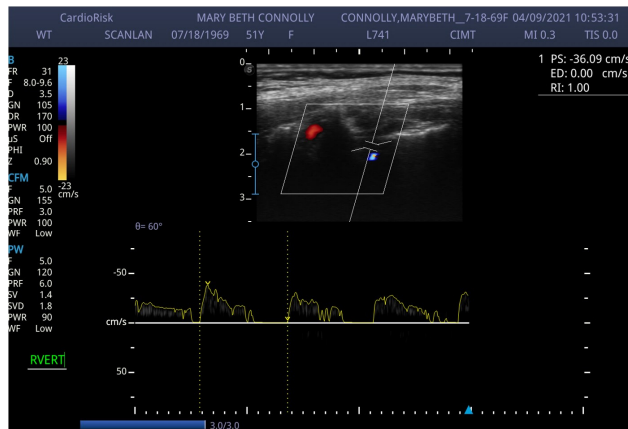 CardioRisk MARY BETH CONNOLLY CONNOLLY,MARYBETH__7-18-69F 04/09/2021 10:53:31
WT SCANLAN 07/18/1969 51Y F L741 CIMT MI 0.3 TIS 0.0
B
FR 31
F 8.0-9.6
D 3.5
GN 105
DR 170
PWR 100
µS Off
PHI
Z 0.90
23
-23
cm/s
CFM
F 5.0
GN 155
PRF 3.0
PWR 100
WF Low
PW
F 5.0
GN 120
PRF 6.0
SV 1.4
SVD 1.8
PWR 90
WF Low
RVERT
0
1
2
3
1 PS: -36.09 cm/s
ED: 0.00 cm/s
RI: 1.00
θ= 60°
-50
cm/s
50
3.0/3.0